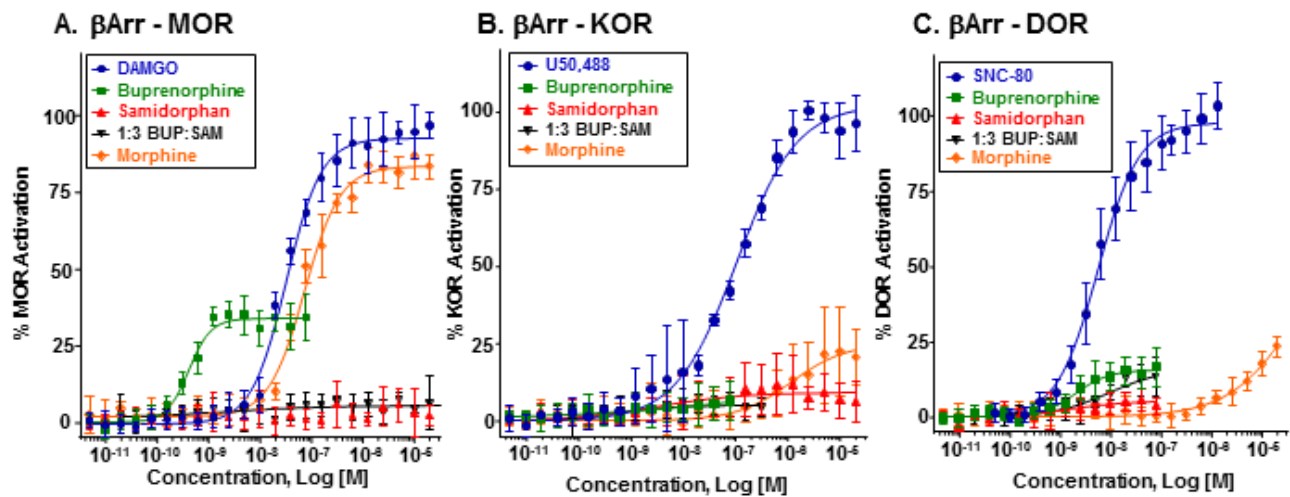 A. βArr - MOR
DAMGO
Buprenorphine
Samidorphan
1:3 BUP:SAM
Morphine
% MOR Activation
100
75
50
25
0
10-11
10-10
10-9
10-8
10-7
10-6
10-5
Concentration, Log [M]
B. βArr - KOR
U50,488
Buprenorphine
Samidorphan
1:3 BUP:SAM
Morphine
% KOR Activation
100
50
25
0
10-11
10-10
10-9
10-8
10-7
10-6
10-5
Concentration, Log [M]
C. βArr - DOR
SNC-80
Buprenorphine
Samidorphan
1:3 BUP:SAM
Morphine
% DOR Activation
100
75
50
25
0
10-11
10-10
10-9
10-8
10-7
10-6
10-5
Concentration, Log [M]